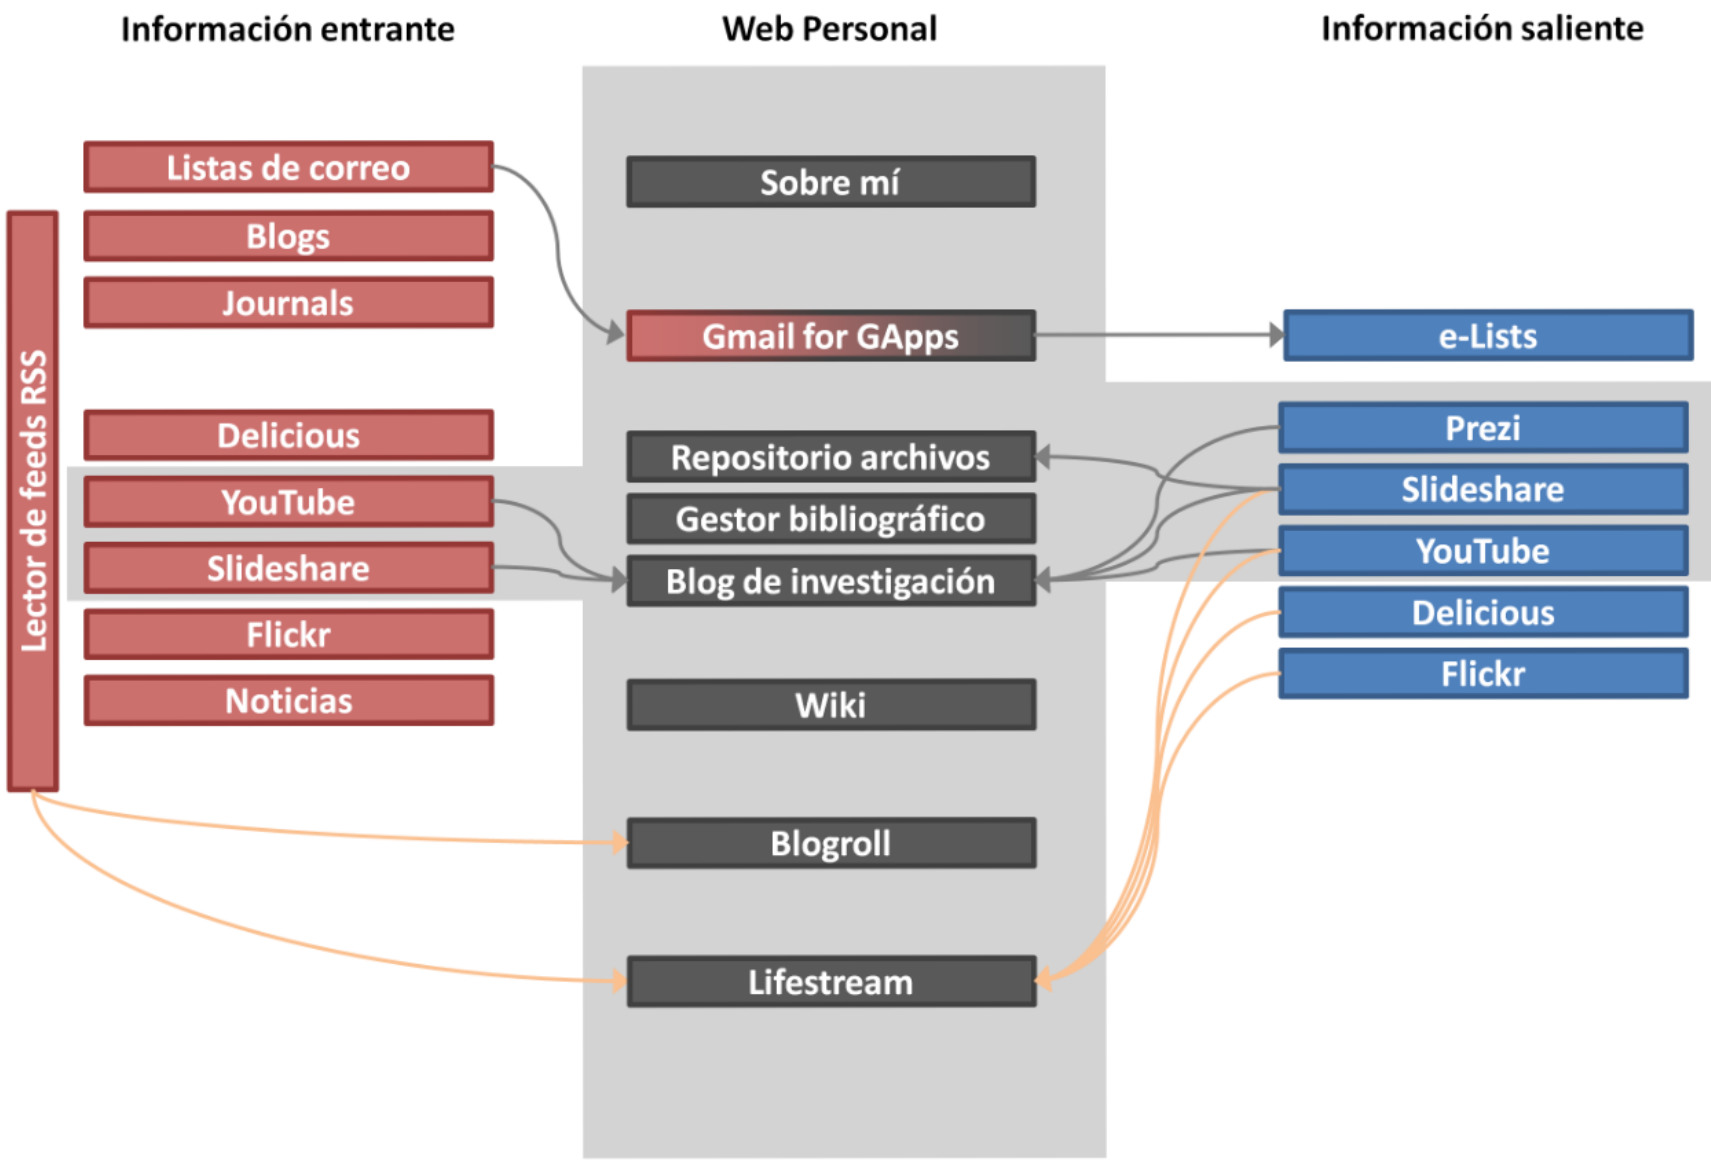 Información entrante
Web Personal
Información saliente
Lector de feeds RSS
Listas de correo
Blogs
Journals
Delicious
YouTube
Slideshare
Flickr
Noticias
Sobre mí
Gmail for GApps
Repositorio archivos
Gestor bibliográfico
Blog de investigación
Wiki
Blogroll
Lifestream
e-Lists
Prezi
Slideshare
YouTube
Delicious
Flickr